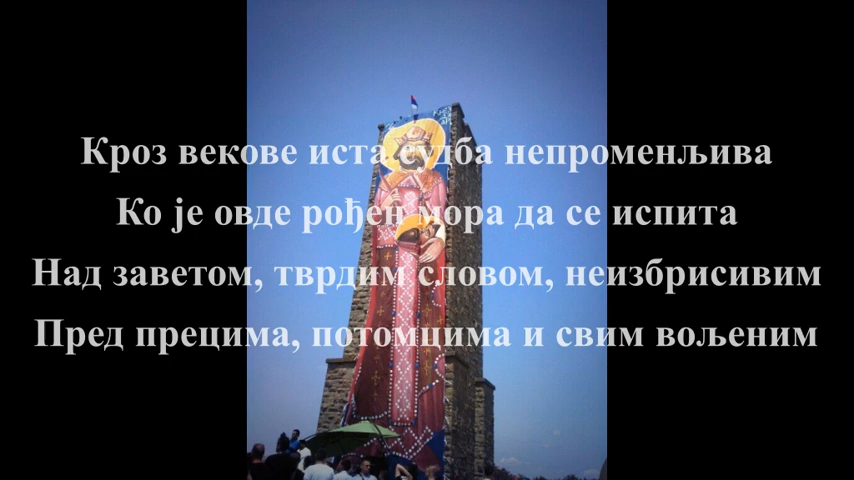 Кроз векове иста судба непроменљива
Ко је овде рођен мора да се испита
Над заветом, тврдим словом, неизбрисивим
Пред прецима, потомцима и свим вољеним